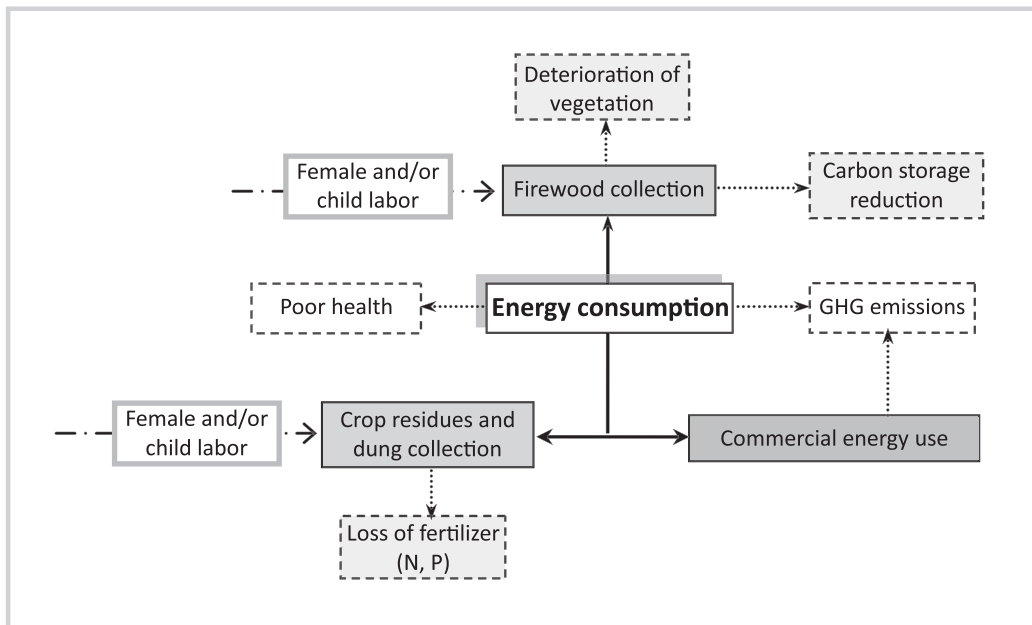 Deterioration of
vegetation
Female and/or
child labor
Firewood collection
Carbon storage
reduction
Poor health
Energy consumption
GHG emissions
Female and/or
child labor
Crop residues and
dung collection
Commercial energy use
Loss of fertilizer
(N, P)